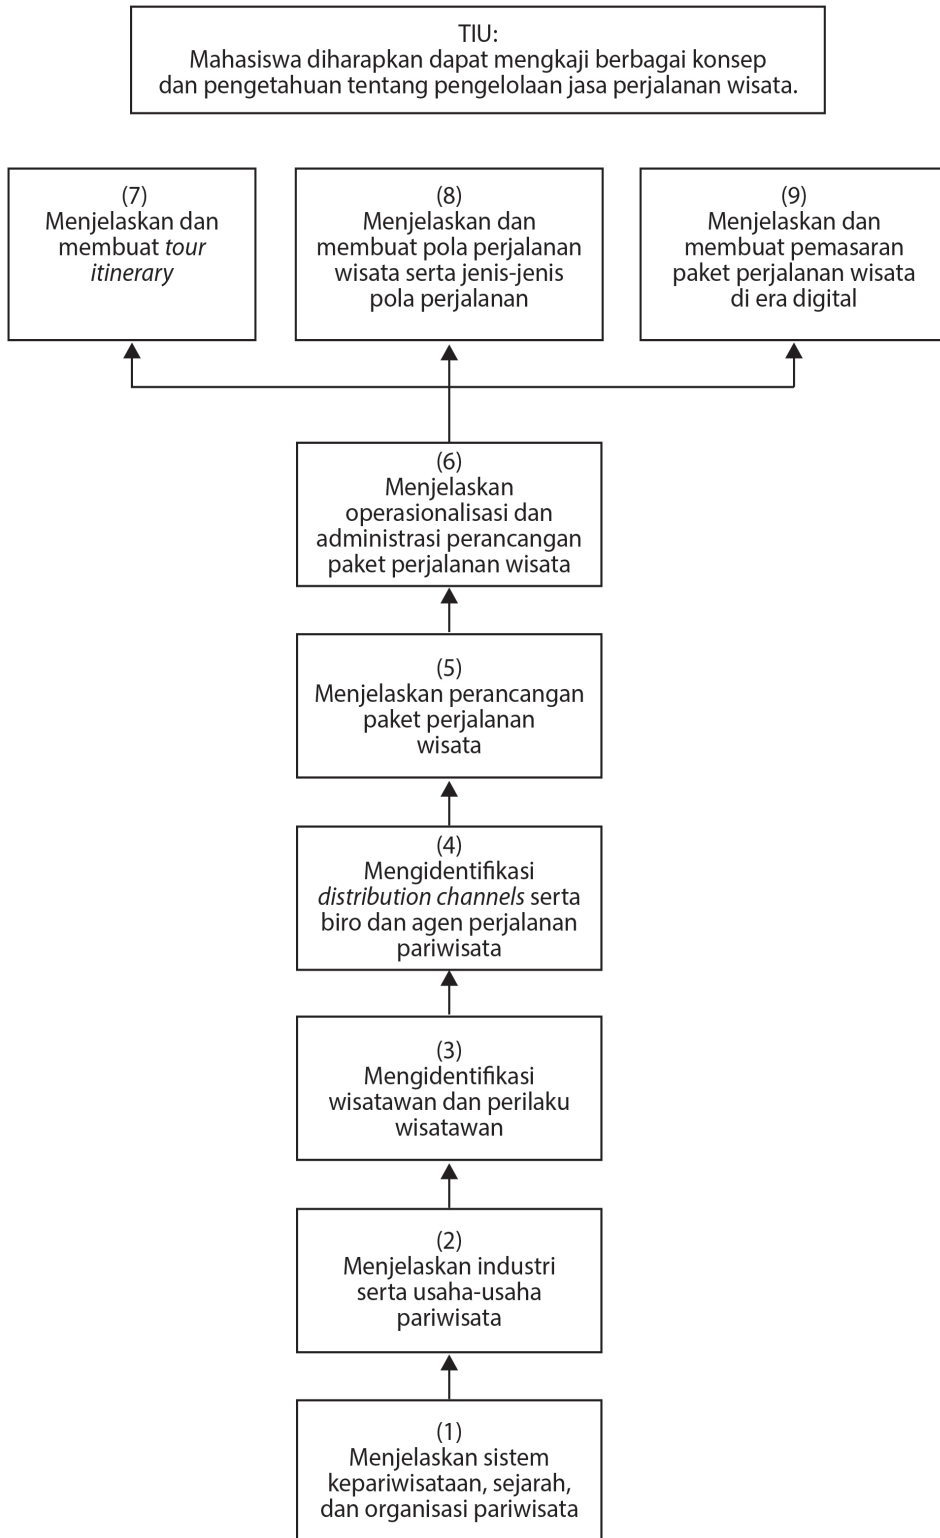 TIU:
Mahasiswa diharapkan dapat mengkaji berbagai konsep
dan pengetahuan tentang pengelolaan jasa perjalanan wisata.
(7)
Menjelaskan dan
membuat tour
itinerary
(8)
Menjelaskan dan
membuat pola perjalanan
wisata serta jenis-jenis
pola perjalanan
(9)
Menjelaskan dan
membuat pemasaran
paket perjalanan wisata
di era digital
(6)
Menjelaskan
operasionalisasi dan
administrasi perancangan
paket perjalanan wisata
(5)
Menjelaskan perancangan
paket perjalanan
wisata
(4)
Mengidentifikasi
distribution channels serta
biro dan agen perjalanan
pariwisata
(3)
Mengidentifikasi
wisatawan dan perilaku
wisatawan
(2)
Menjelaskan industri
serta usaha-usaha
pariwisata
(1)
Menjelaskan sistem
kepariwisataan, sejarah,
dan organisasi pariwisata